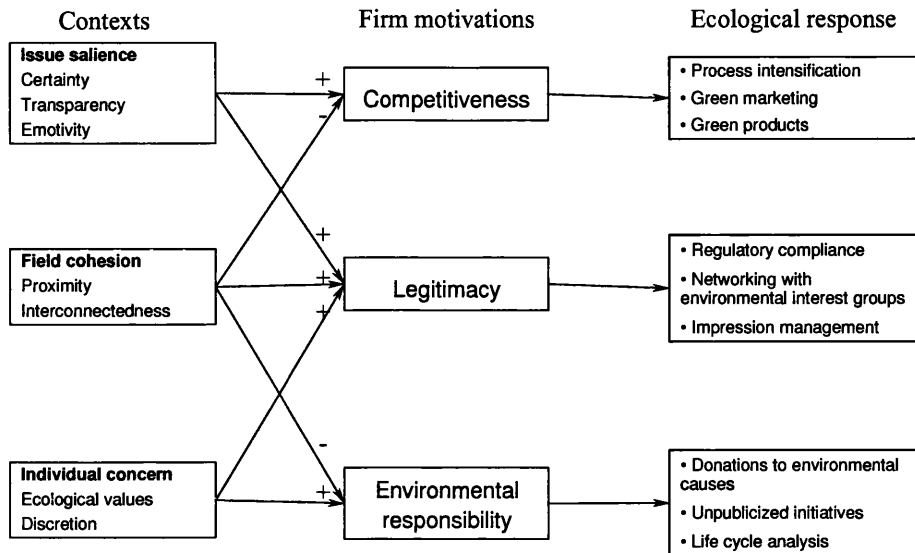 Contexts
Firm motivations
Ecological response
Issue salience
Certainty
Transparency
Emotivity
+
-
Competitiveness
• Process intensification
• Green marketing
• Green products
Field cohesion
Proximity
Interconnectedness
+
+
+
Legitimacy
• Regulatory compliance
• Networking with
environmental interest groups
• Impression management
Individual concern
Ecological values
Discretion
-
+
Environmental
responsibility
• Donations to environmental
causes
• Unpublicized initiatives
• Life cycle analysis